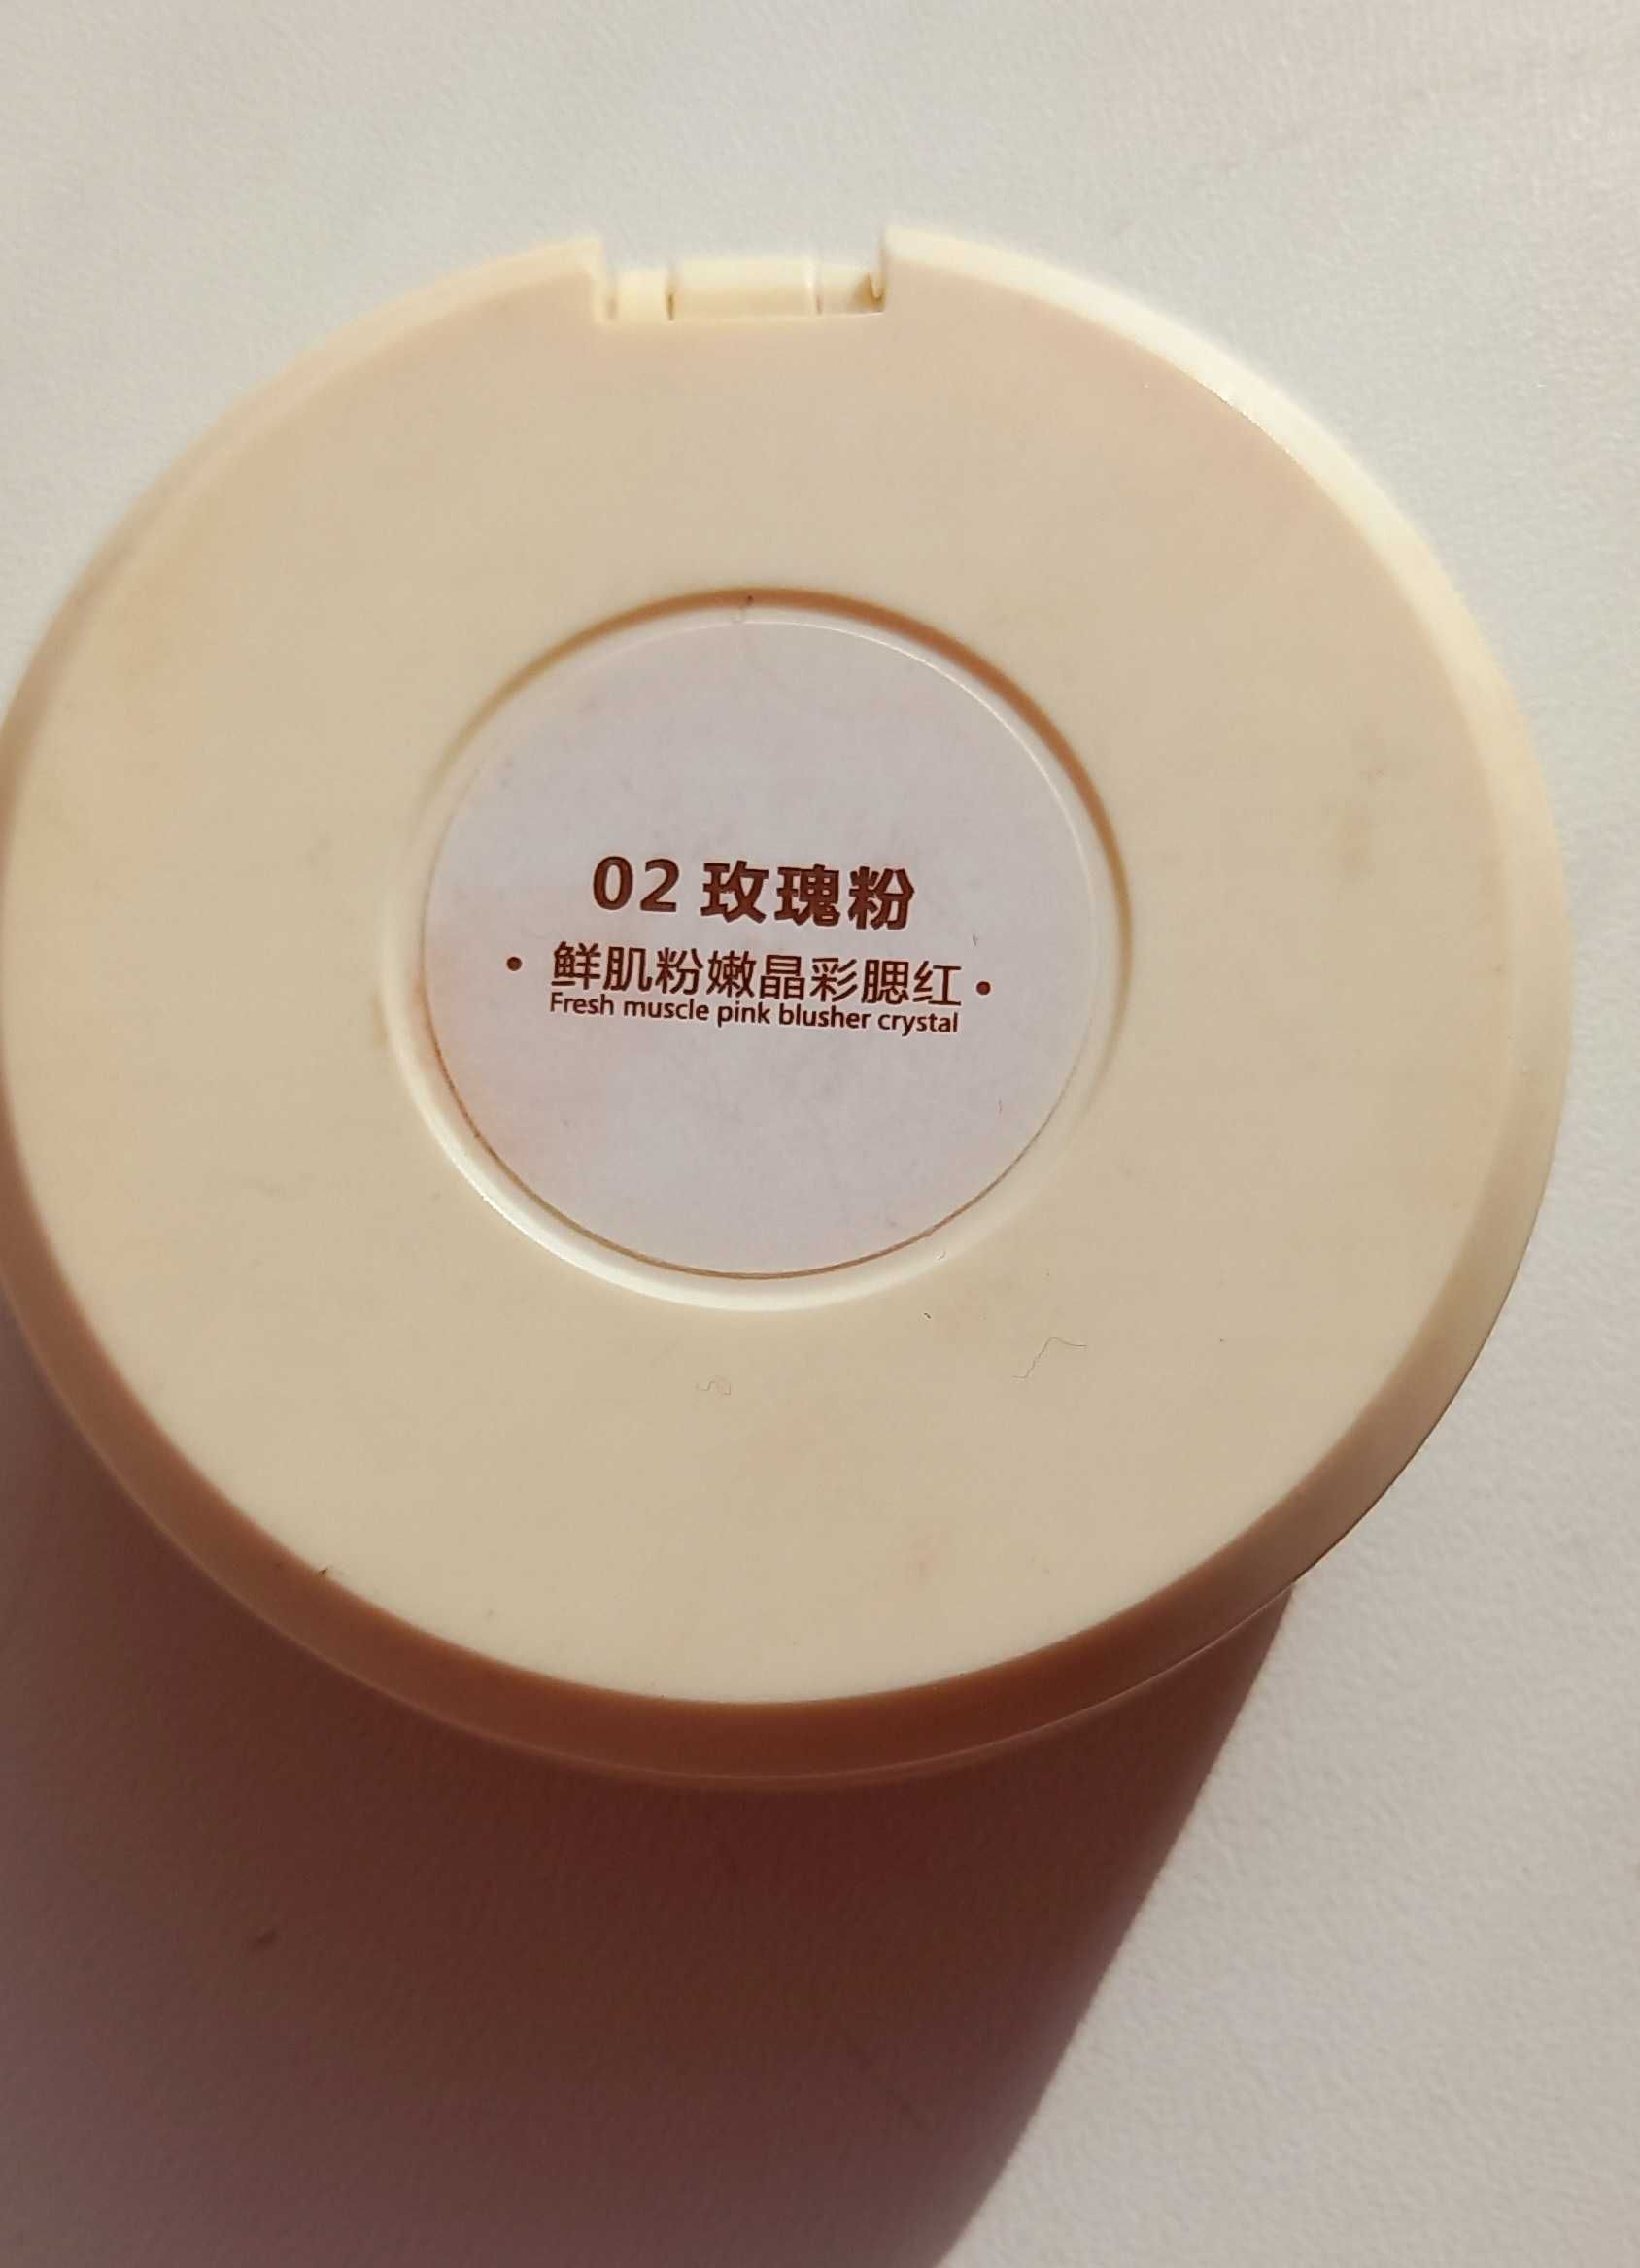 02 玫瑰粉
• 鲜肌粉嫩晶彩腮红 •
Fresh muscle pink blusher crystal